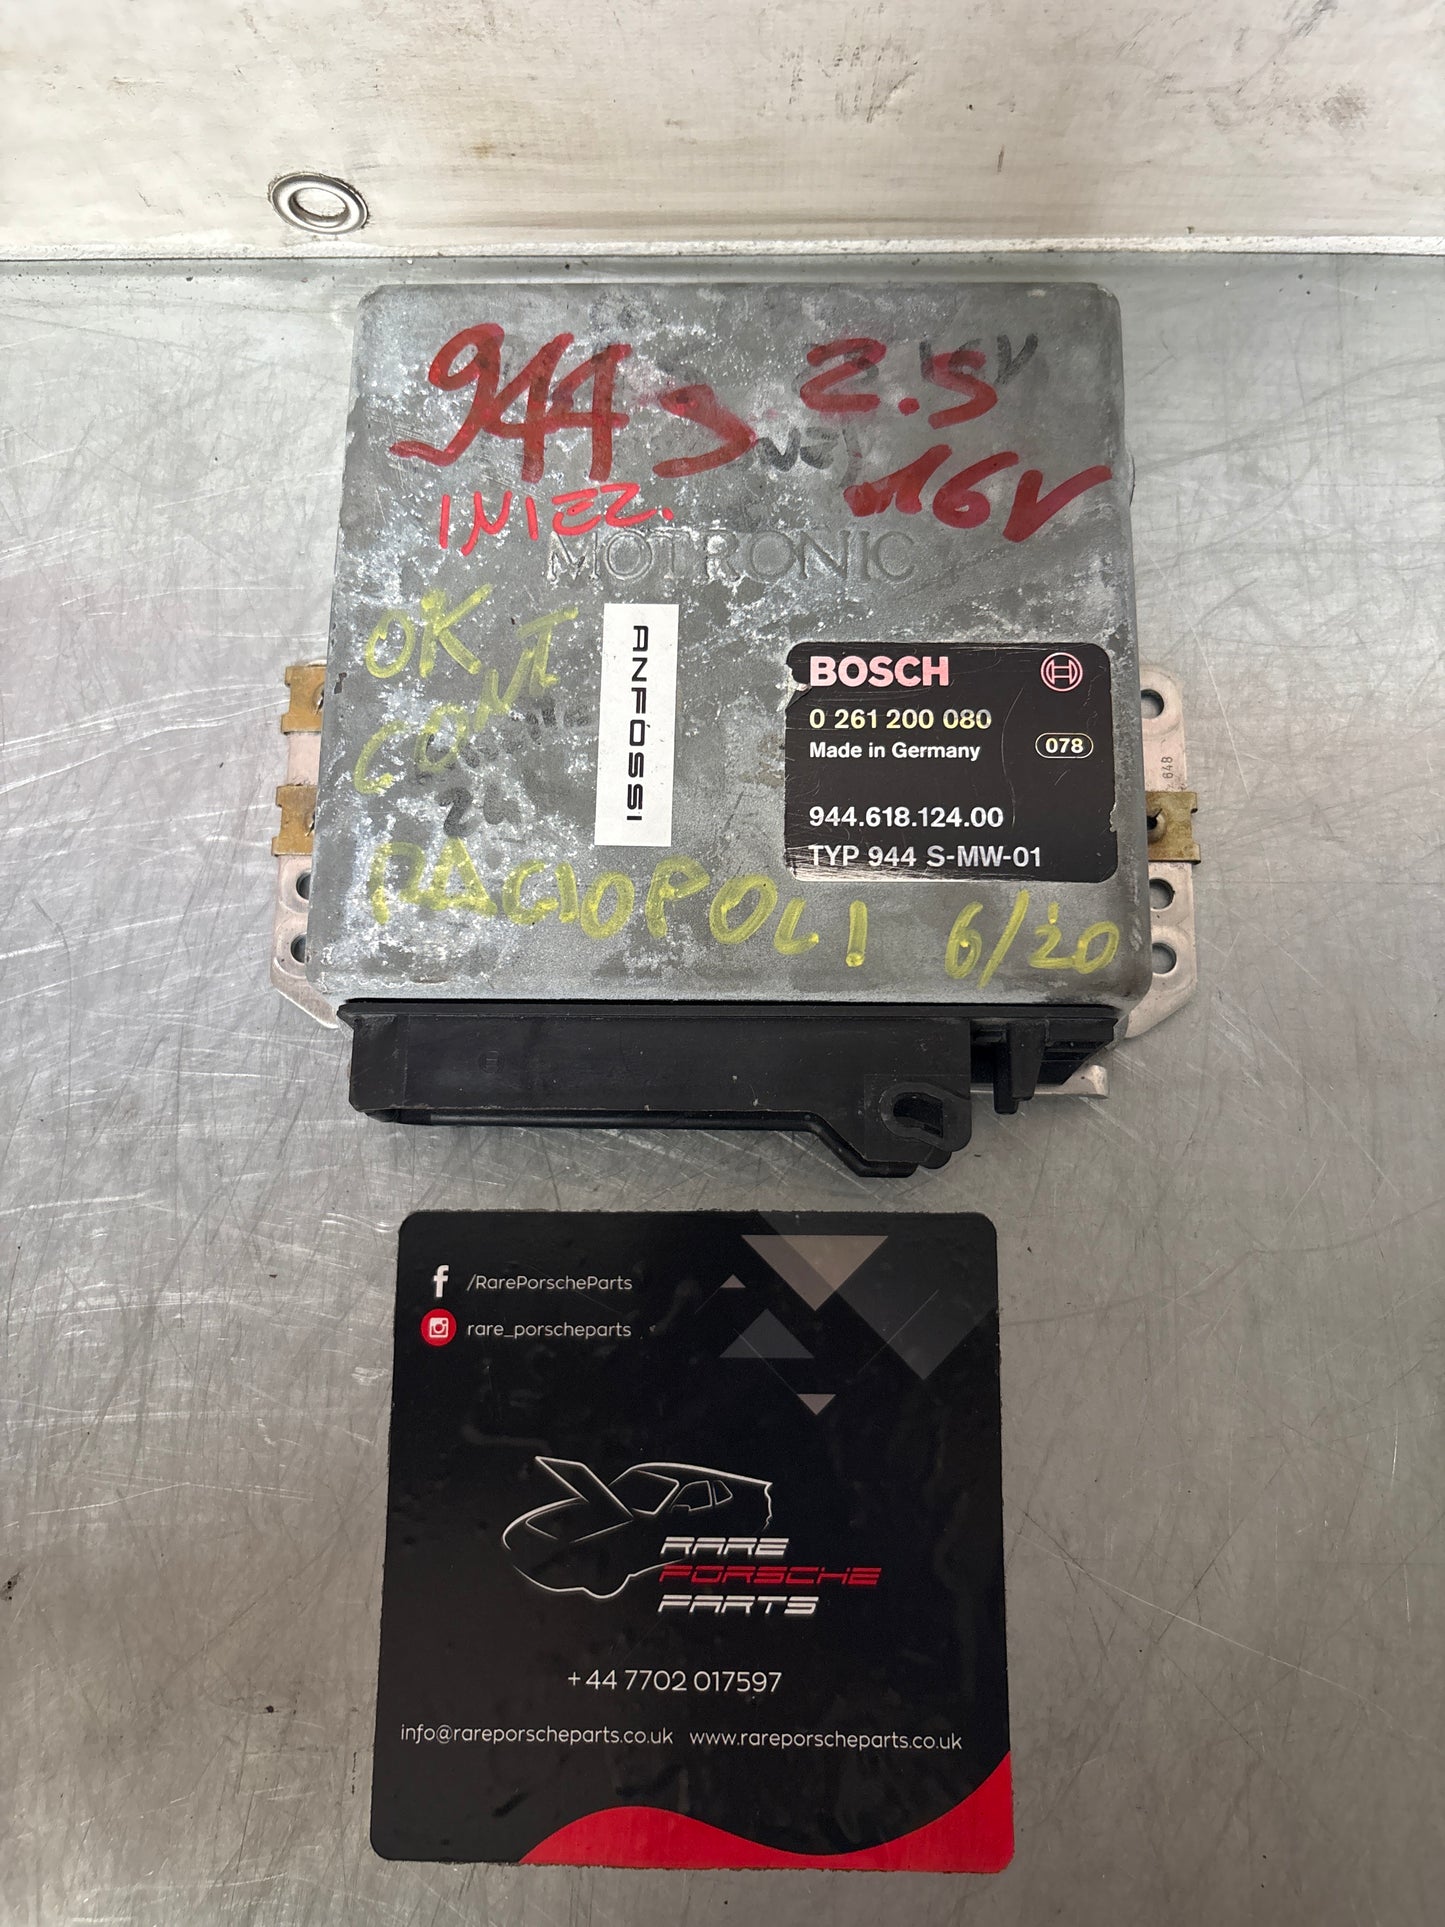 944 S 2.5
16V
INIEZ.
MOTRONIC
OK
CONTI
ANFOSSI
BOSCH
0 261 200 080
Made in Germany 078
944.618.124.00
TYP 944 S-MW-01
648
PACIOPOLI 6/20
/RarePorscheParts
rare_porscheparts
RARE
PORSCHE
PARTS
+44 7702 017597
info@rareporscheparts.co.uk www.rareporscheparts.co.uk